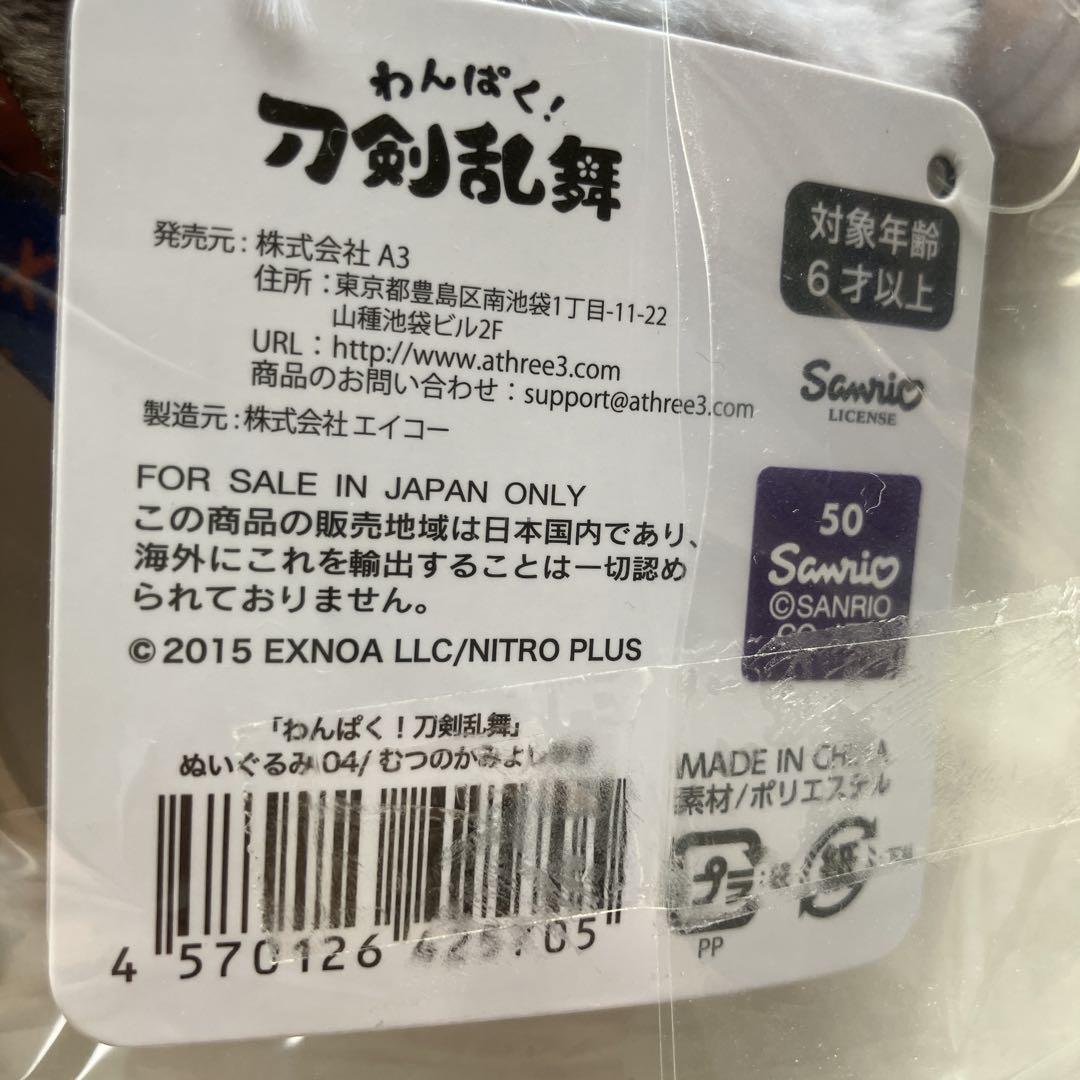 わんぱく!
刀剣乱舞
発売元:株式会社 A3
住所:東京都豊島区南池袋1丁目-11-22
山種池袋ビル2F
URL:http://www.athree3.com
商品のお問い合わせ:support@athree3.com
製造元:株式会社 エイコー
対象年齢
6才以上
Sanrio
LICENSE
FOR SALE IN JAPAN ONLY
この商品の販売地域は日本国内であり、
海外にこれを輸出することは一切認め
られておりません。
© 2015 EXNOA LLC/NITRO PLUS
50
Sanrio
©SANRIO
「わんぱく!刀剣乱舞」
ぬいぐるみ 04/ むつのかみよし
4 570126
MADE IN CHINA
素材/ポリエステル
プラ
紙
PP